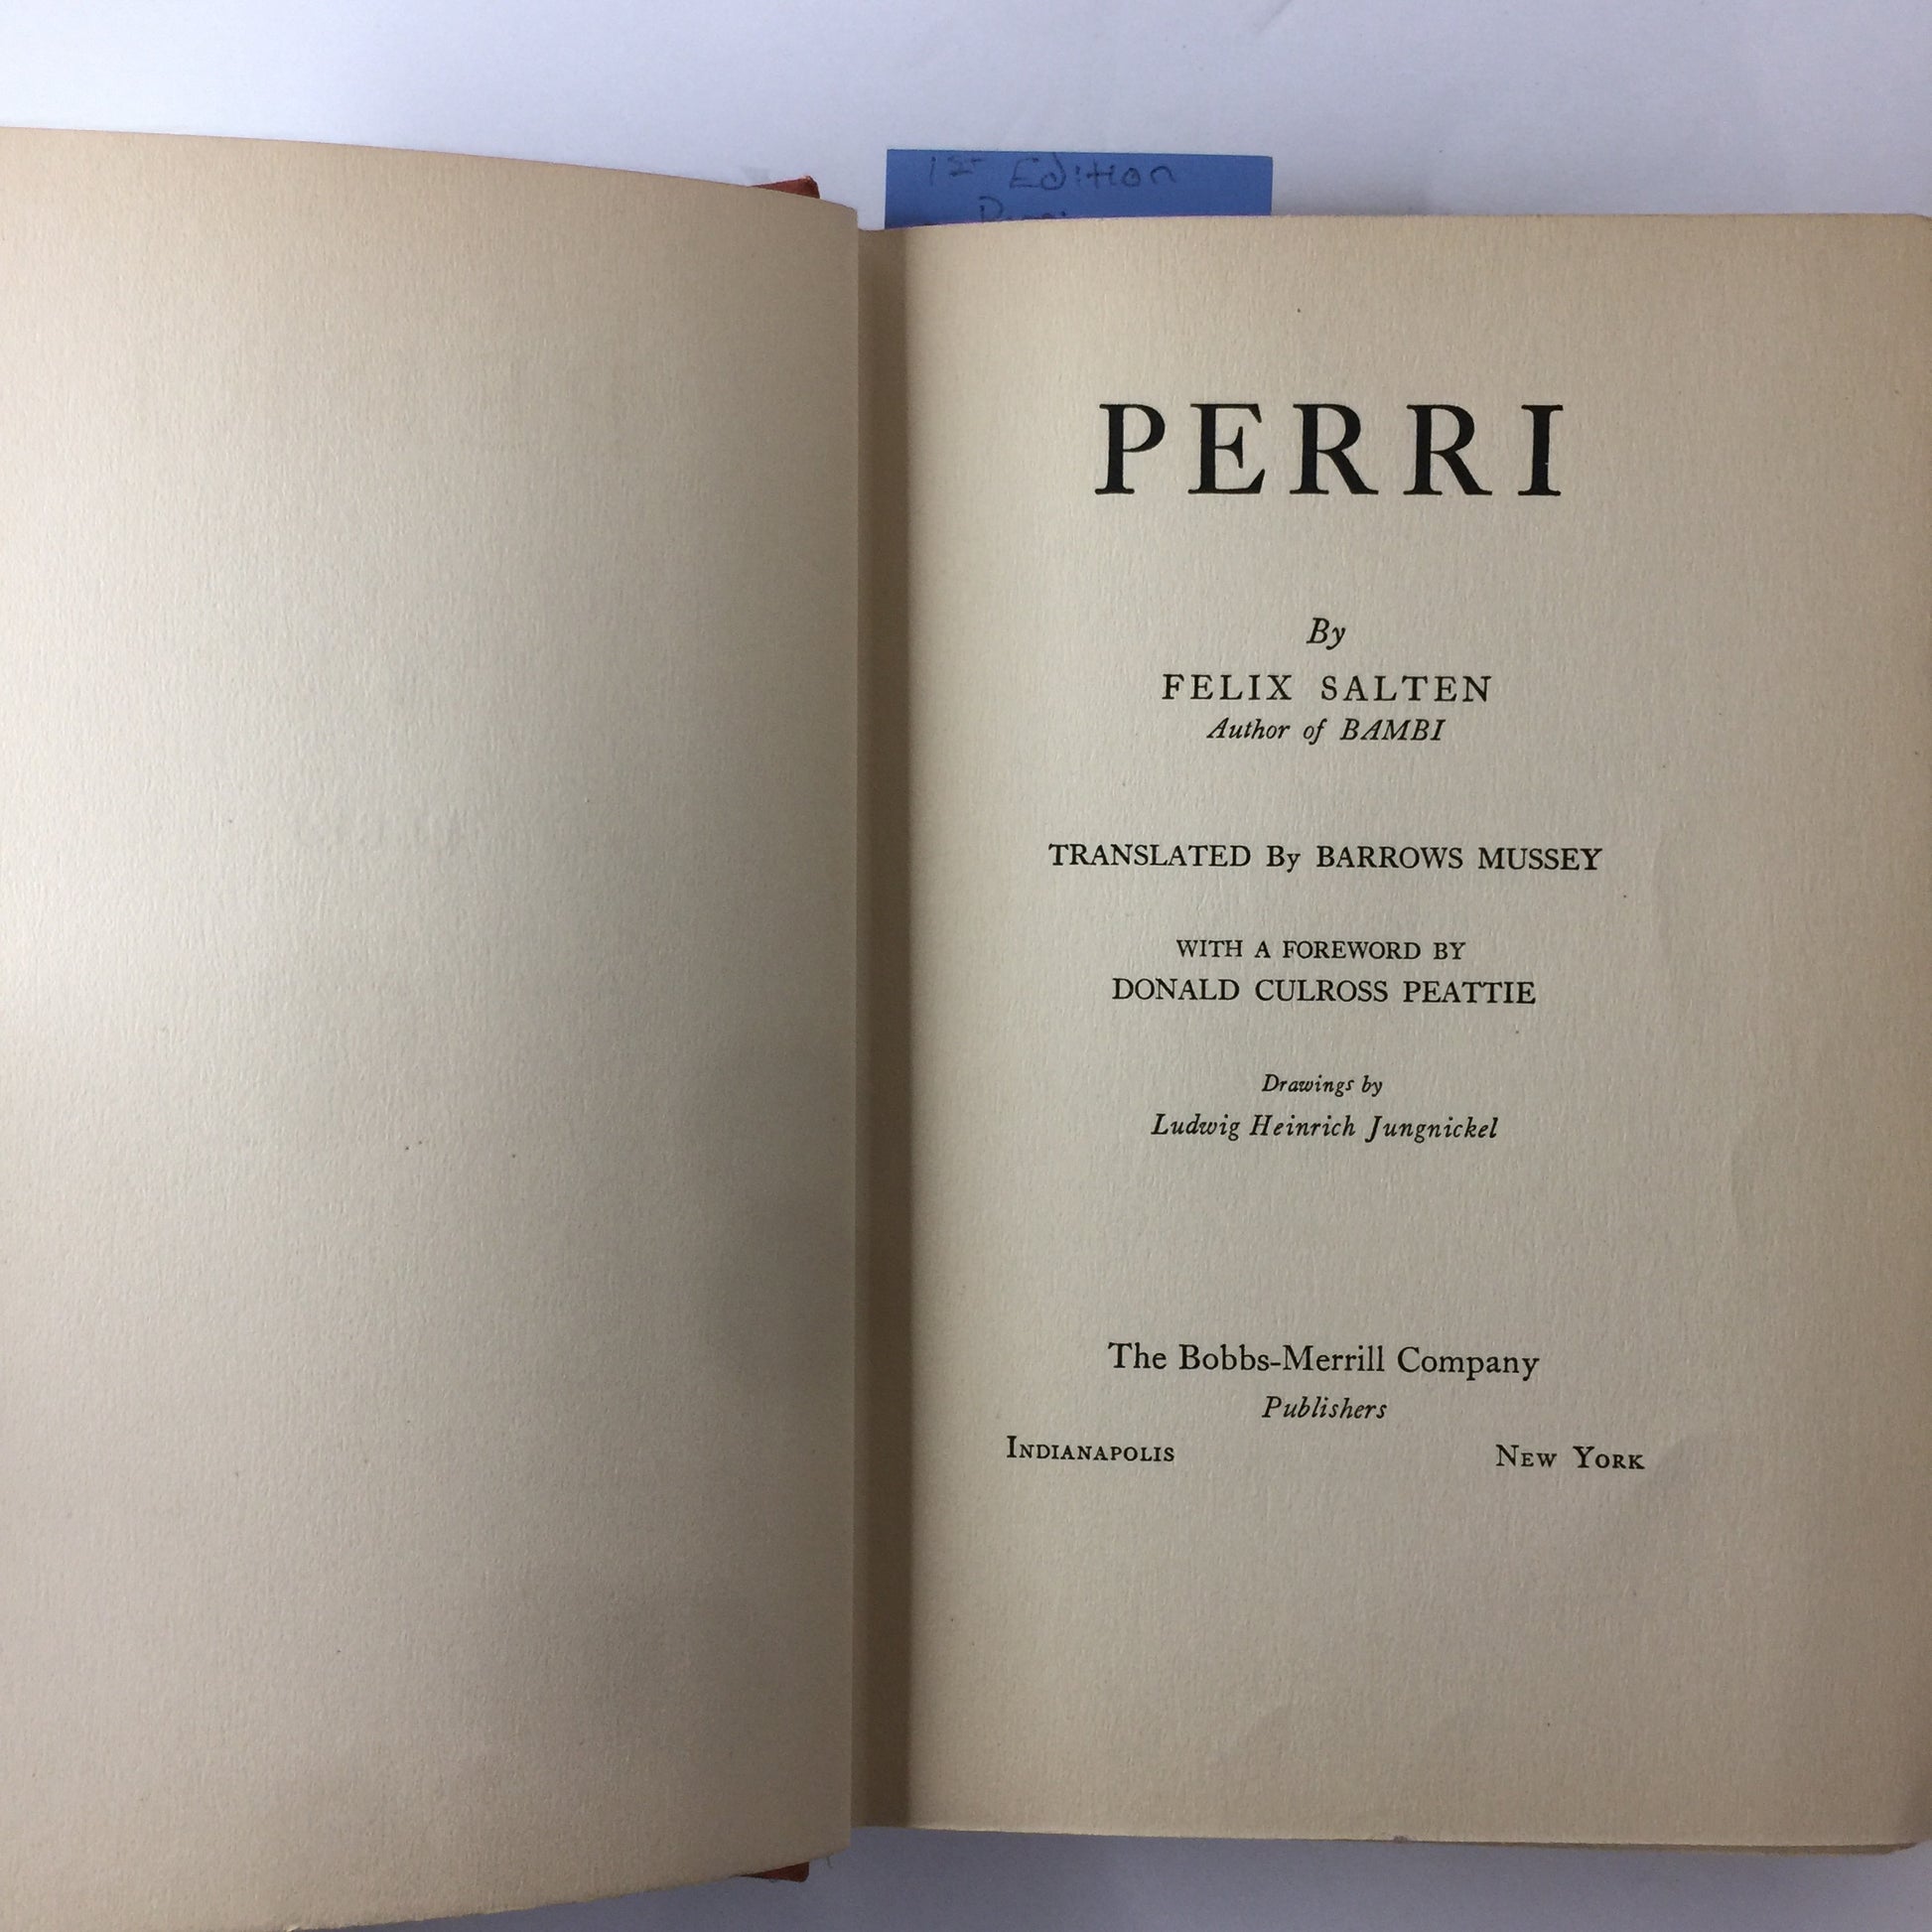 1st Edition
PERRI
By
FELIX SALTEN
Author of BAMBI
TRANSLATED By BARROWS MUSSEY
WITH A FOREWORD BY
DONALD CULROSS PEATTIE
Drawings by
Ludwig Heinrich Jungnickel
The Bobbs-Merrill Company
Publishers
INDIANAPOLIS NEW YORK